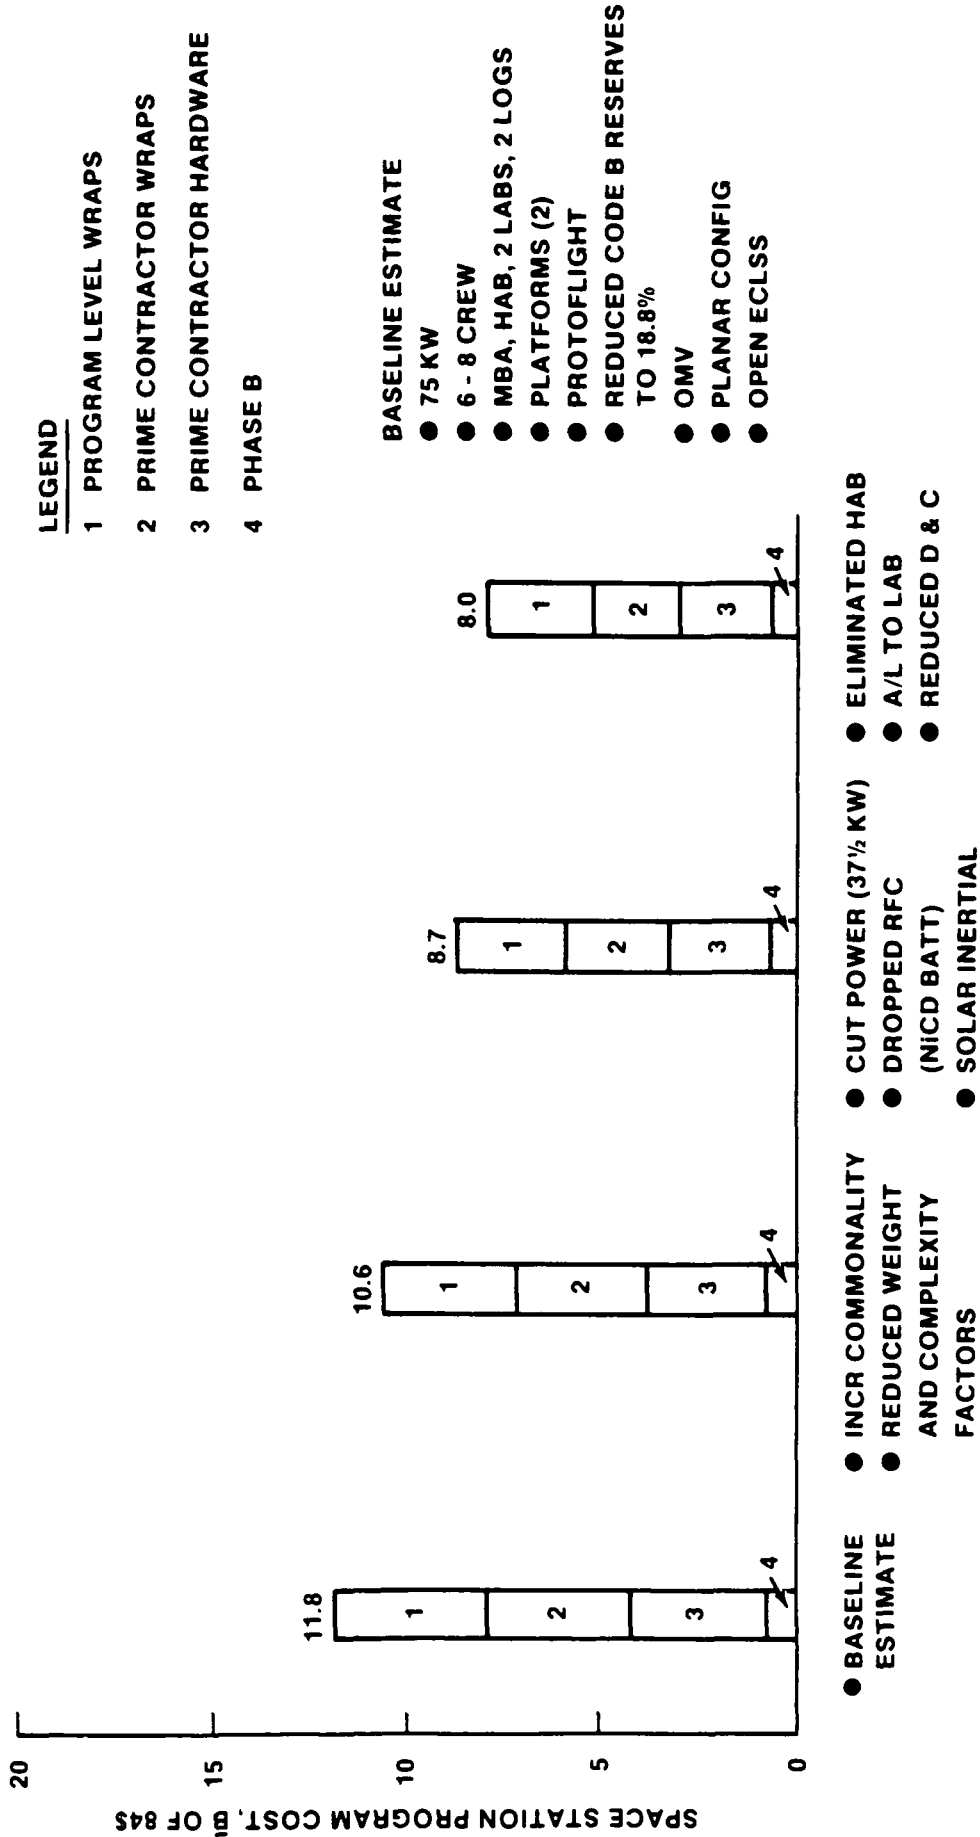 LEGEND
1 PROGRAM LEVEL WRAPS
2 PRIME CONTRACTOR WRAPS
3 PRIME CONTRACTOR HARDWARE
4 PHASE B
BASELINE ESTIMATE
● 75 KW
● 6 - 8 CREW
● MBA, HAB, 2 LABS, 2 LOGS
● PLATFORMS (2)
● PROTOFLIGHT
● REDUCED CODE B RESERVES
TO 18.8%
● OMV
● PLANAR CONFIG
● OPEN ECLSS
SPACE STATION PROGRAM COST, BI OF 84$
20
15
10
5
0
11.8
1
2
3
4
10.6
1
2
3
4
8.7
1
2
3
4
8.0
1
2
3
4
● BASELINE
ESTIMATE
● INCR COMMONALITY
● REDUCED WEIGHT
AND COMPLEXITY
FACTORS
● CUT POWER (37½ KW)
● DROPPED RFC
(NiCD BATT)
● SOLAR INERTIAL
● ELIMINATED HAB
● A/L TO LAB
● REDUCED D & C